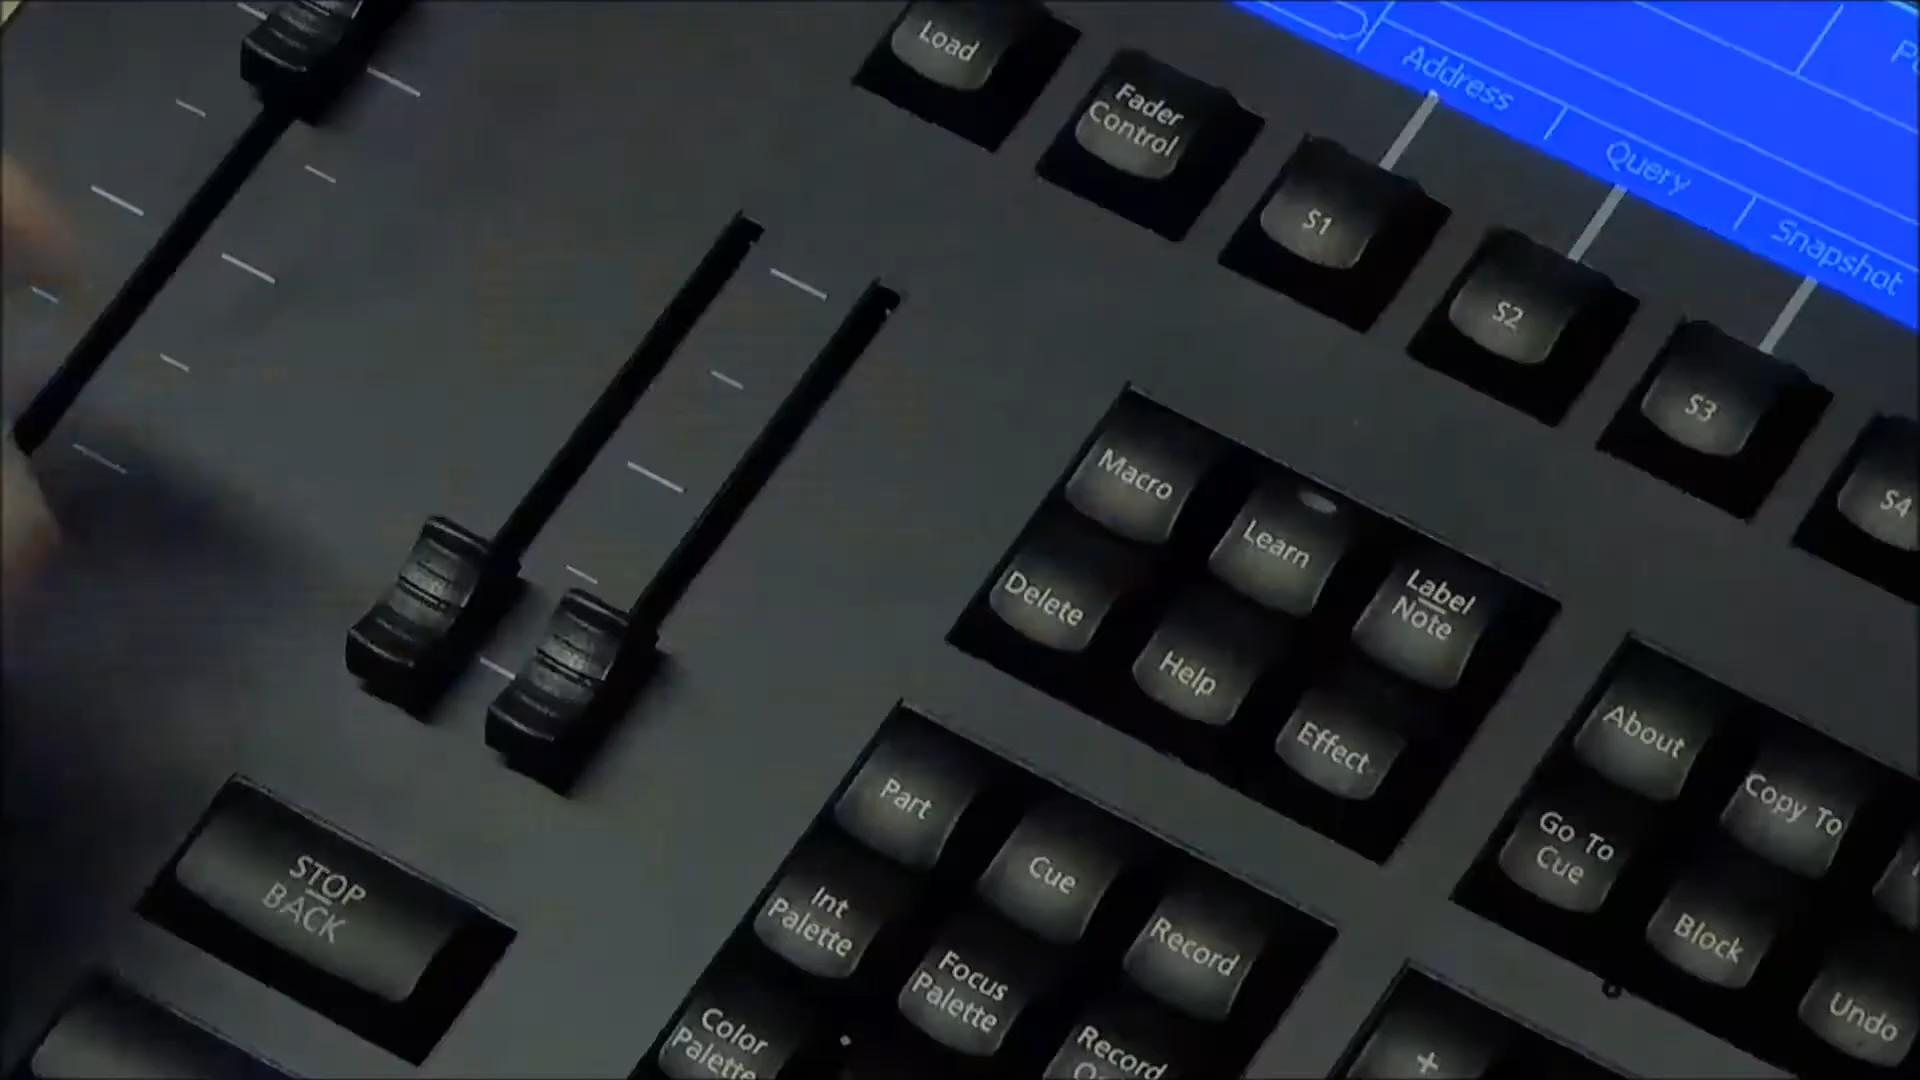 Load
Fader
Control
Address
Query
Snapshot
S1
S2
S3
S4
Macro
Learn
Label
Note
Delete
Help
Effect
About
Copy To
Go To
Cue
Block
Undo
Part
Cue
Record
Int
Palette
Focus
Palette
Color
Palette
Record
STOP
BACK
+